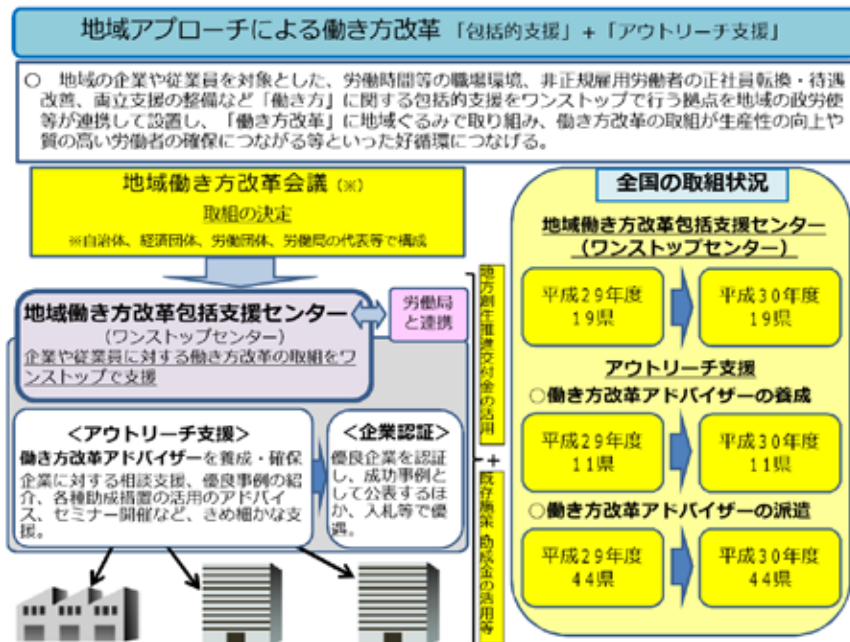 地域アプローチによる働き方改革 「包括的支援」+「アウトリーチ支援」
○ 地域の企業や従業員を対象とした、労働時間等の職場環境、非正規雇用労働者の正社員転換・待遇
改善、両立支援の整備など「働き方」に関する包括的支援をワンストップで行う拠点を地域の政労使
等が連携して設置し、「働き方改革」に地域ぐるみで取り組み、働き方改革の取組が生産性の向上や
質の高い労働者の確保につながる等といった好循環につなげる。
地域働き方改革会議(※)
取組の決定
※自治体、経済団体、労働団体、労働局の代表等で構成
地域働き方改革包括支援センター
(ワンストップセンター)
企業や従業員に対する働き方改革の取組をワ
ンストップで支援
労働局
と連携
<アウトリーチ支援>
働き方改革アドバイザーを養成・確保
企業に対する相談支援、優良事例の紹
介、各種助成措置の活用のアドバイ
ス、セミナー開催など、きめ細かな支
援。
<企業認証>
優良企業を認証
し、成功事例と
して公表するほ
か、入札等で優
遇。
地方創生推進交付金の活用
+
既存施策 助成金の活用等
全国の取組状況
地域働き方改革包括支援センター
(ワンストップセンター)
平成29年度
19県
平成30年度
19県
アウトリーチ支援
○働き方改革アドバイザーの養成
平成29年度
11県
平成30年度
11県
○働き方改革アドバイザーの派遣
平成29年度
44県
平成30年度
44県